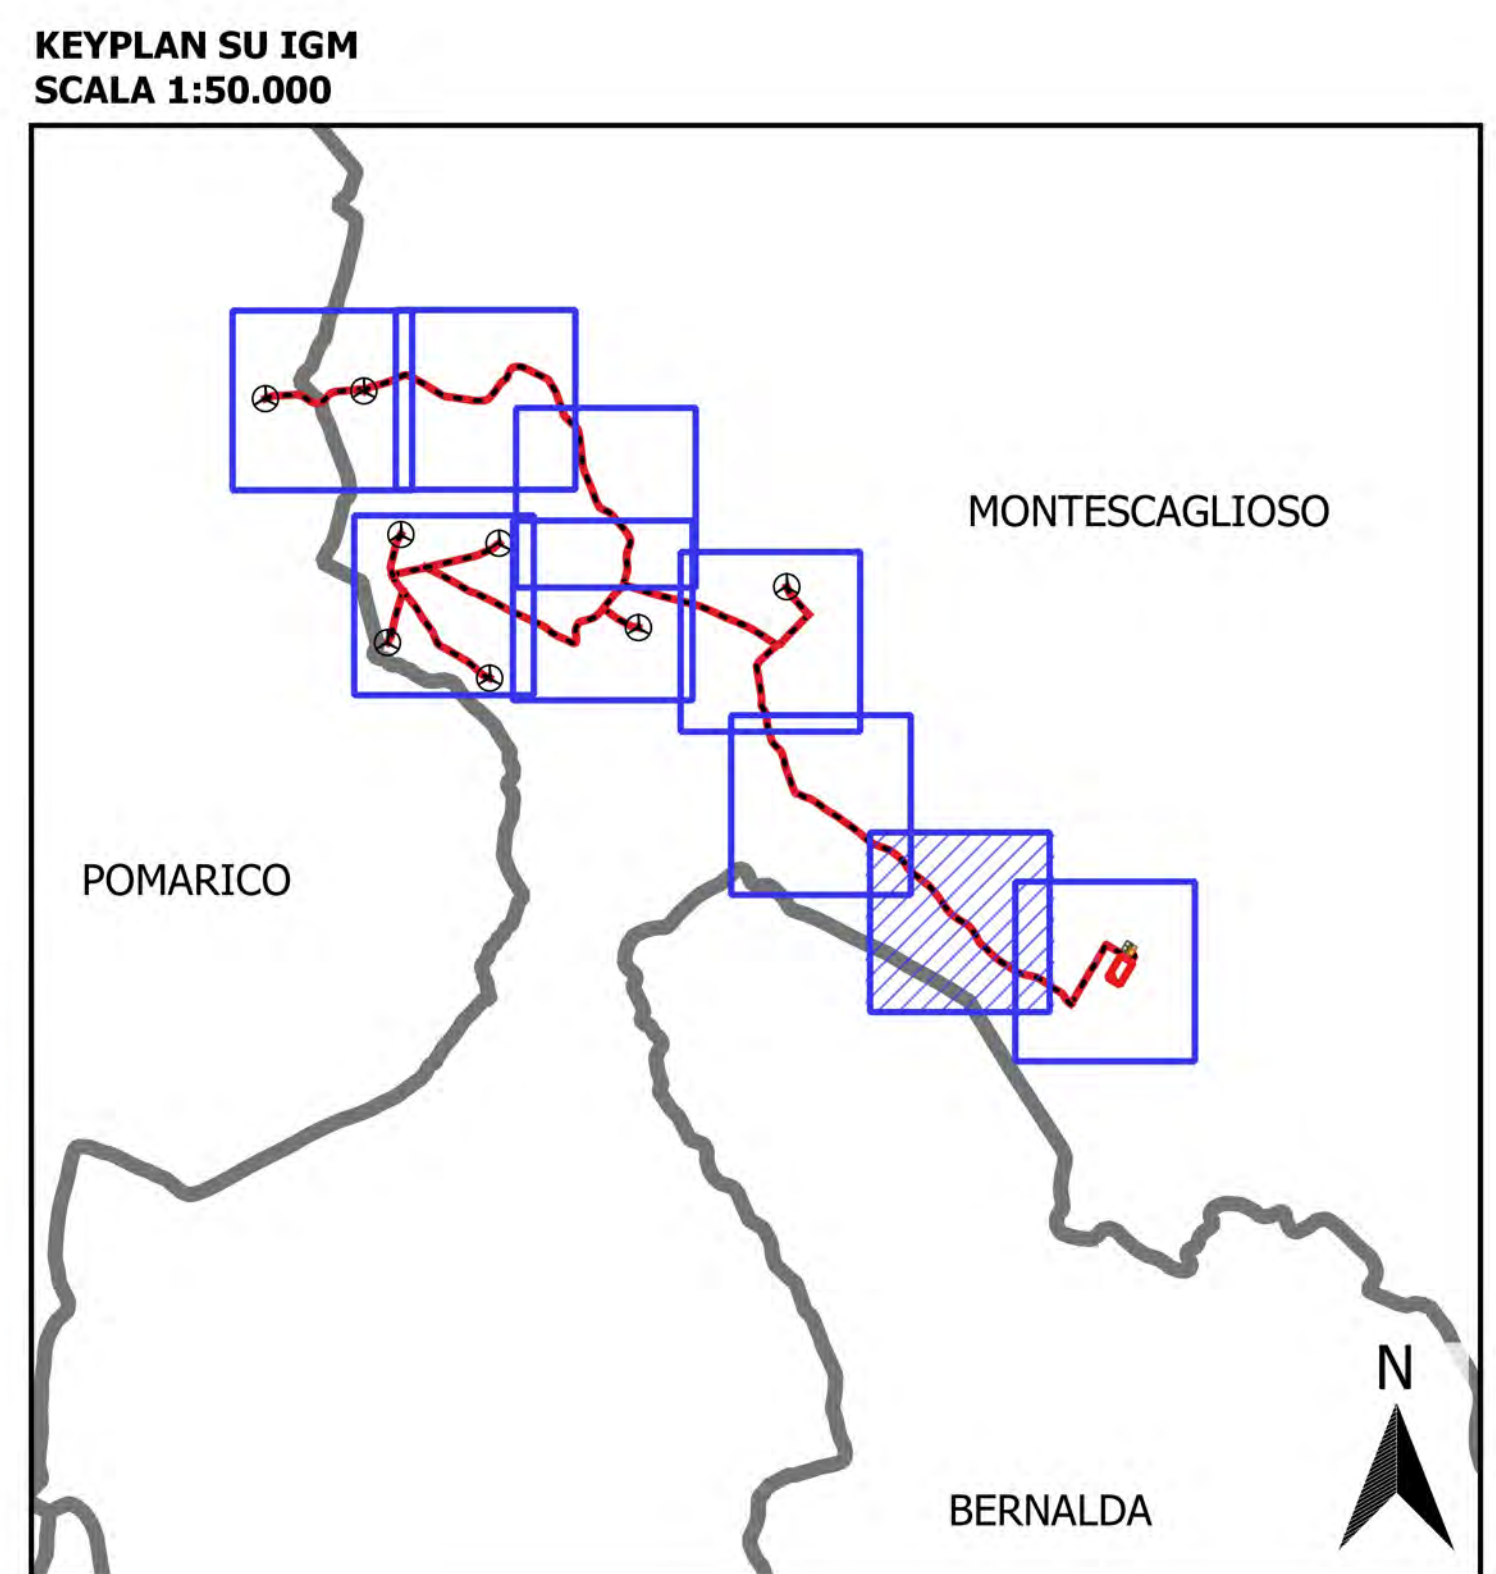 KEYPLAN SU IGM
SCALA 1:50.000
MONTESCAGLIOSO
POMARICO
N
BERNALDA